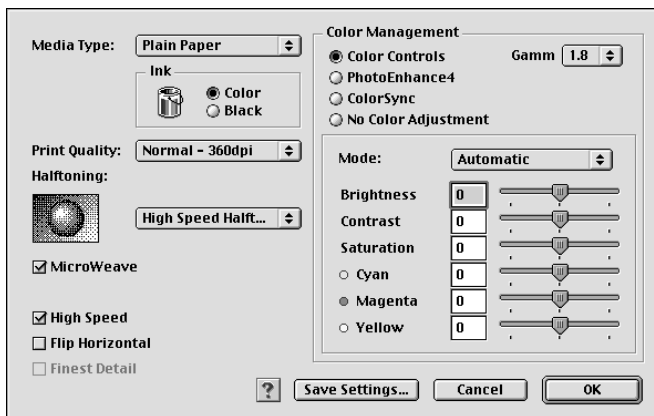 Media Type: Plain Paper
Ink
Color
Black
Print Quality: Normal - 360dpi
Halftoning:
High Speed Halft...
MicroWeave
High Speed
Flip Horizontal
Finest Detail
Color Management
Color Controls
Gamm 1.8
PhotoEnhance4
ColorSync
No Color Adjustment
Mode: Automatic
Brightness 0
Contrast 0
Saturation 0
Cyan 0
Magenta 0
Yellow 0
? Save Settings... Cancel OK